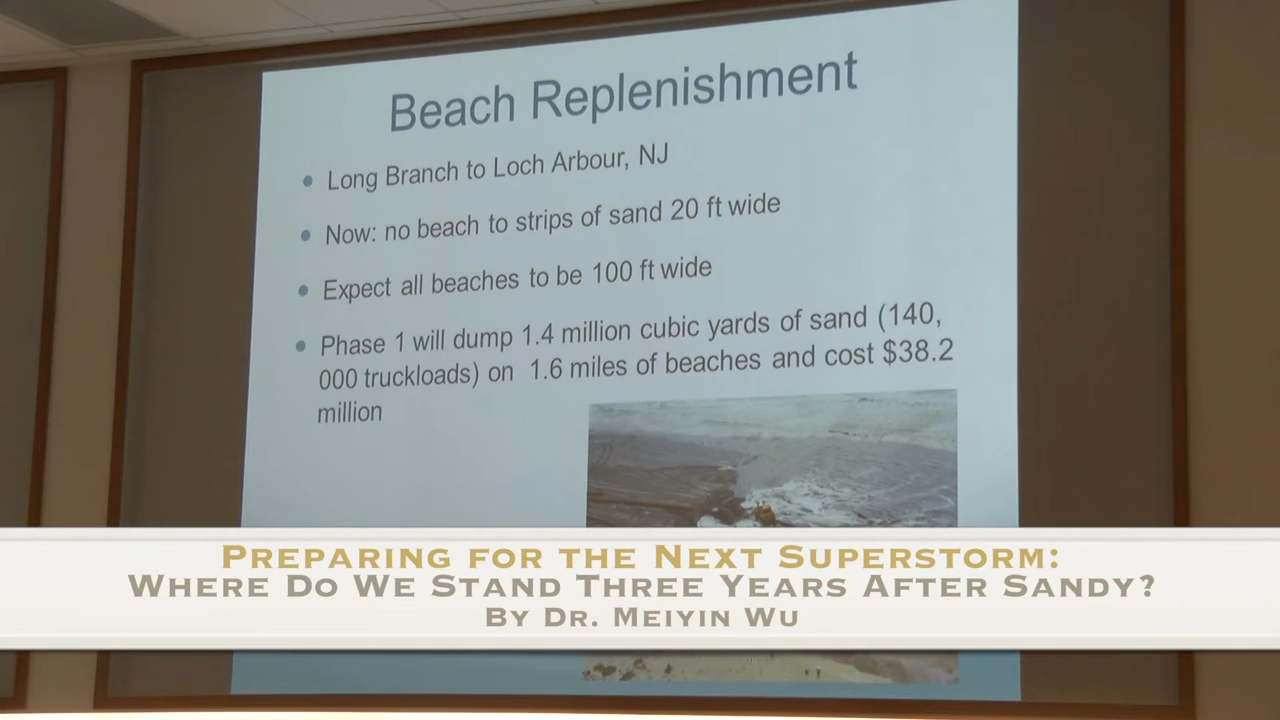 Beach Replenishment
Long Branch to Loch Arbour, NJ
Now: no beach to strips of sand 20 ft wide
Expect all beaches to be 100 ft wide
Phase 1 will dump 1.4 million cubic yards of sand (140,
000 truckloads) on 1.6 miles of beaches and cost $38.2
million
Preparing for the Next Superstorm:
Where Do We Stand Three Years After Sandy?
By Dr. Meiyin Wu